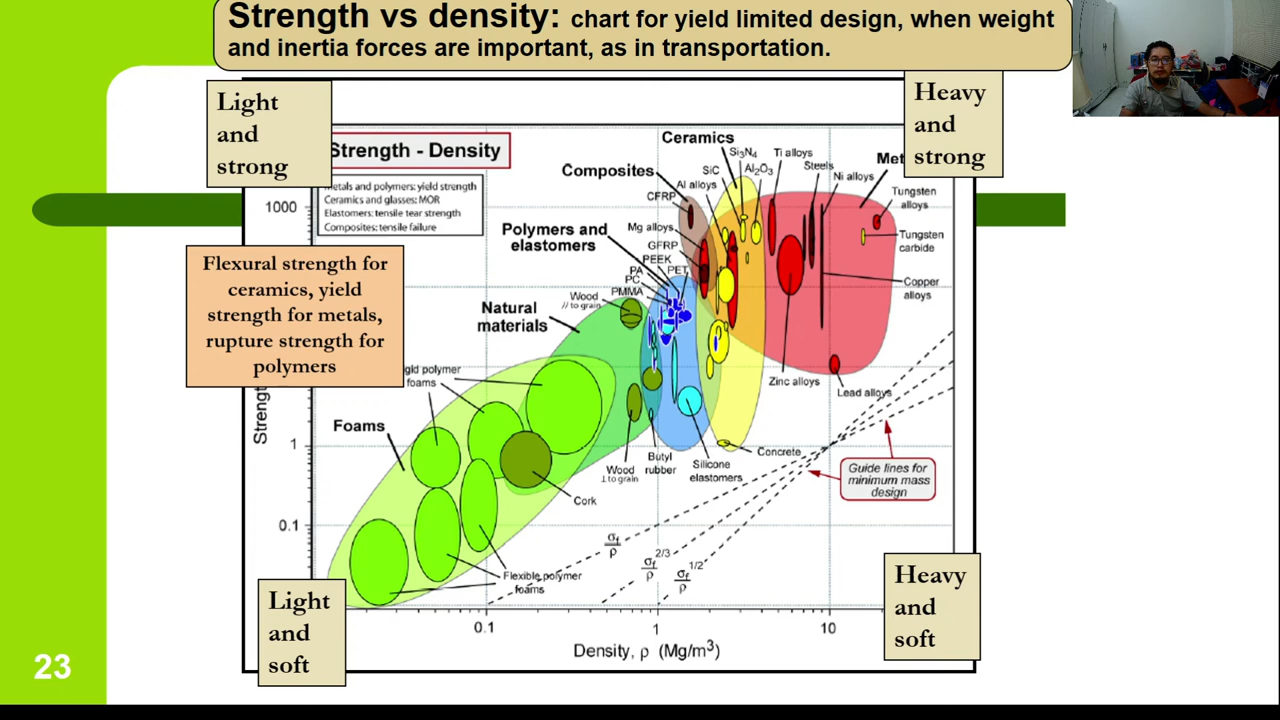 Strength vs density: chart for yield limited design, when weight
and inertia forces are important, as in transportation.
Light
and
strong
Heavy
and
strong
Strength - Density
Metals and polymers: yield strength
Ceramics and glasses: MOR
Elastomers: tensile tear strength
Composites: tensile failure
Flexural strength for
ceramics, yield
strength for metals,
rupture strength for
polymers
Ceramics
Composites
Polymers and
elastomers
Natural
materials
Foams
Met
Si3N4
Ti alloys
SiC
Al2O3
Steels
Al alloys
Ni alloys
CFRP
Tungsten
alloys
Mg alloys
Tungsten
carbide
GFRP
PEEK
PA
PET
PC
PMMA
Copper
alloys
Wood
// to grain
gid polymer
foams
Zinc alloys
Lead alloys
Concrete
Wood
⊥ to grain
Butyl
rubber
Silicone
elastomers
Cork
Flexible polymer
foams
Guide lines for
minimum mass
design
σf
ρ
σf2/3
ρ
σf1/2
ρ
1000
1
0.1
Strength
0.1
1
10
Density, ρ (Mg/m³)
Light
and
soft
Heavy
and
soft
23